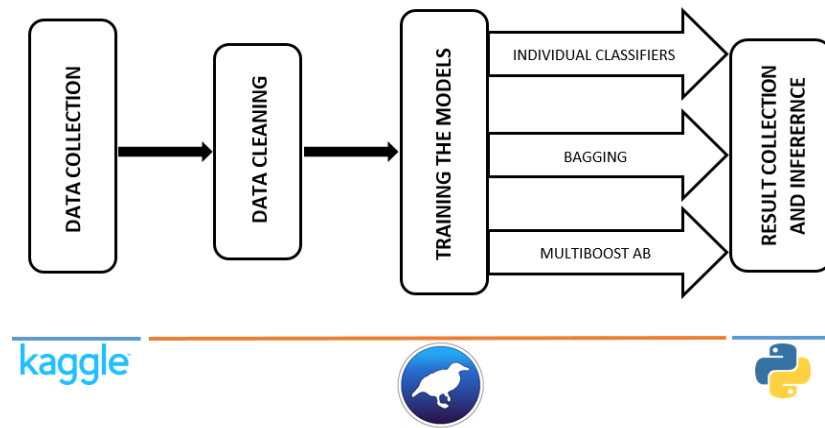 DATA COLLECTION
DATA CLEANING
TRAINING THE MODELS
INDIVIDUAL CLASSIFIERS
BAGGING
MULTIBOOST AB
RESULT COLLECTION
AND INFERERNCE
kaggle